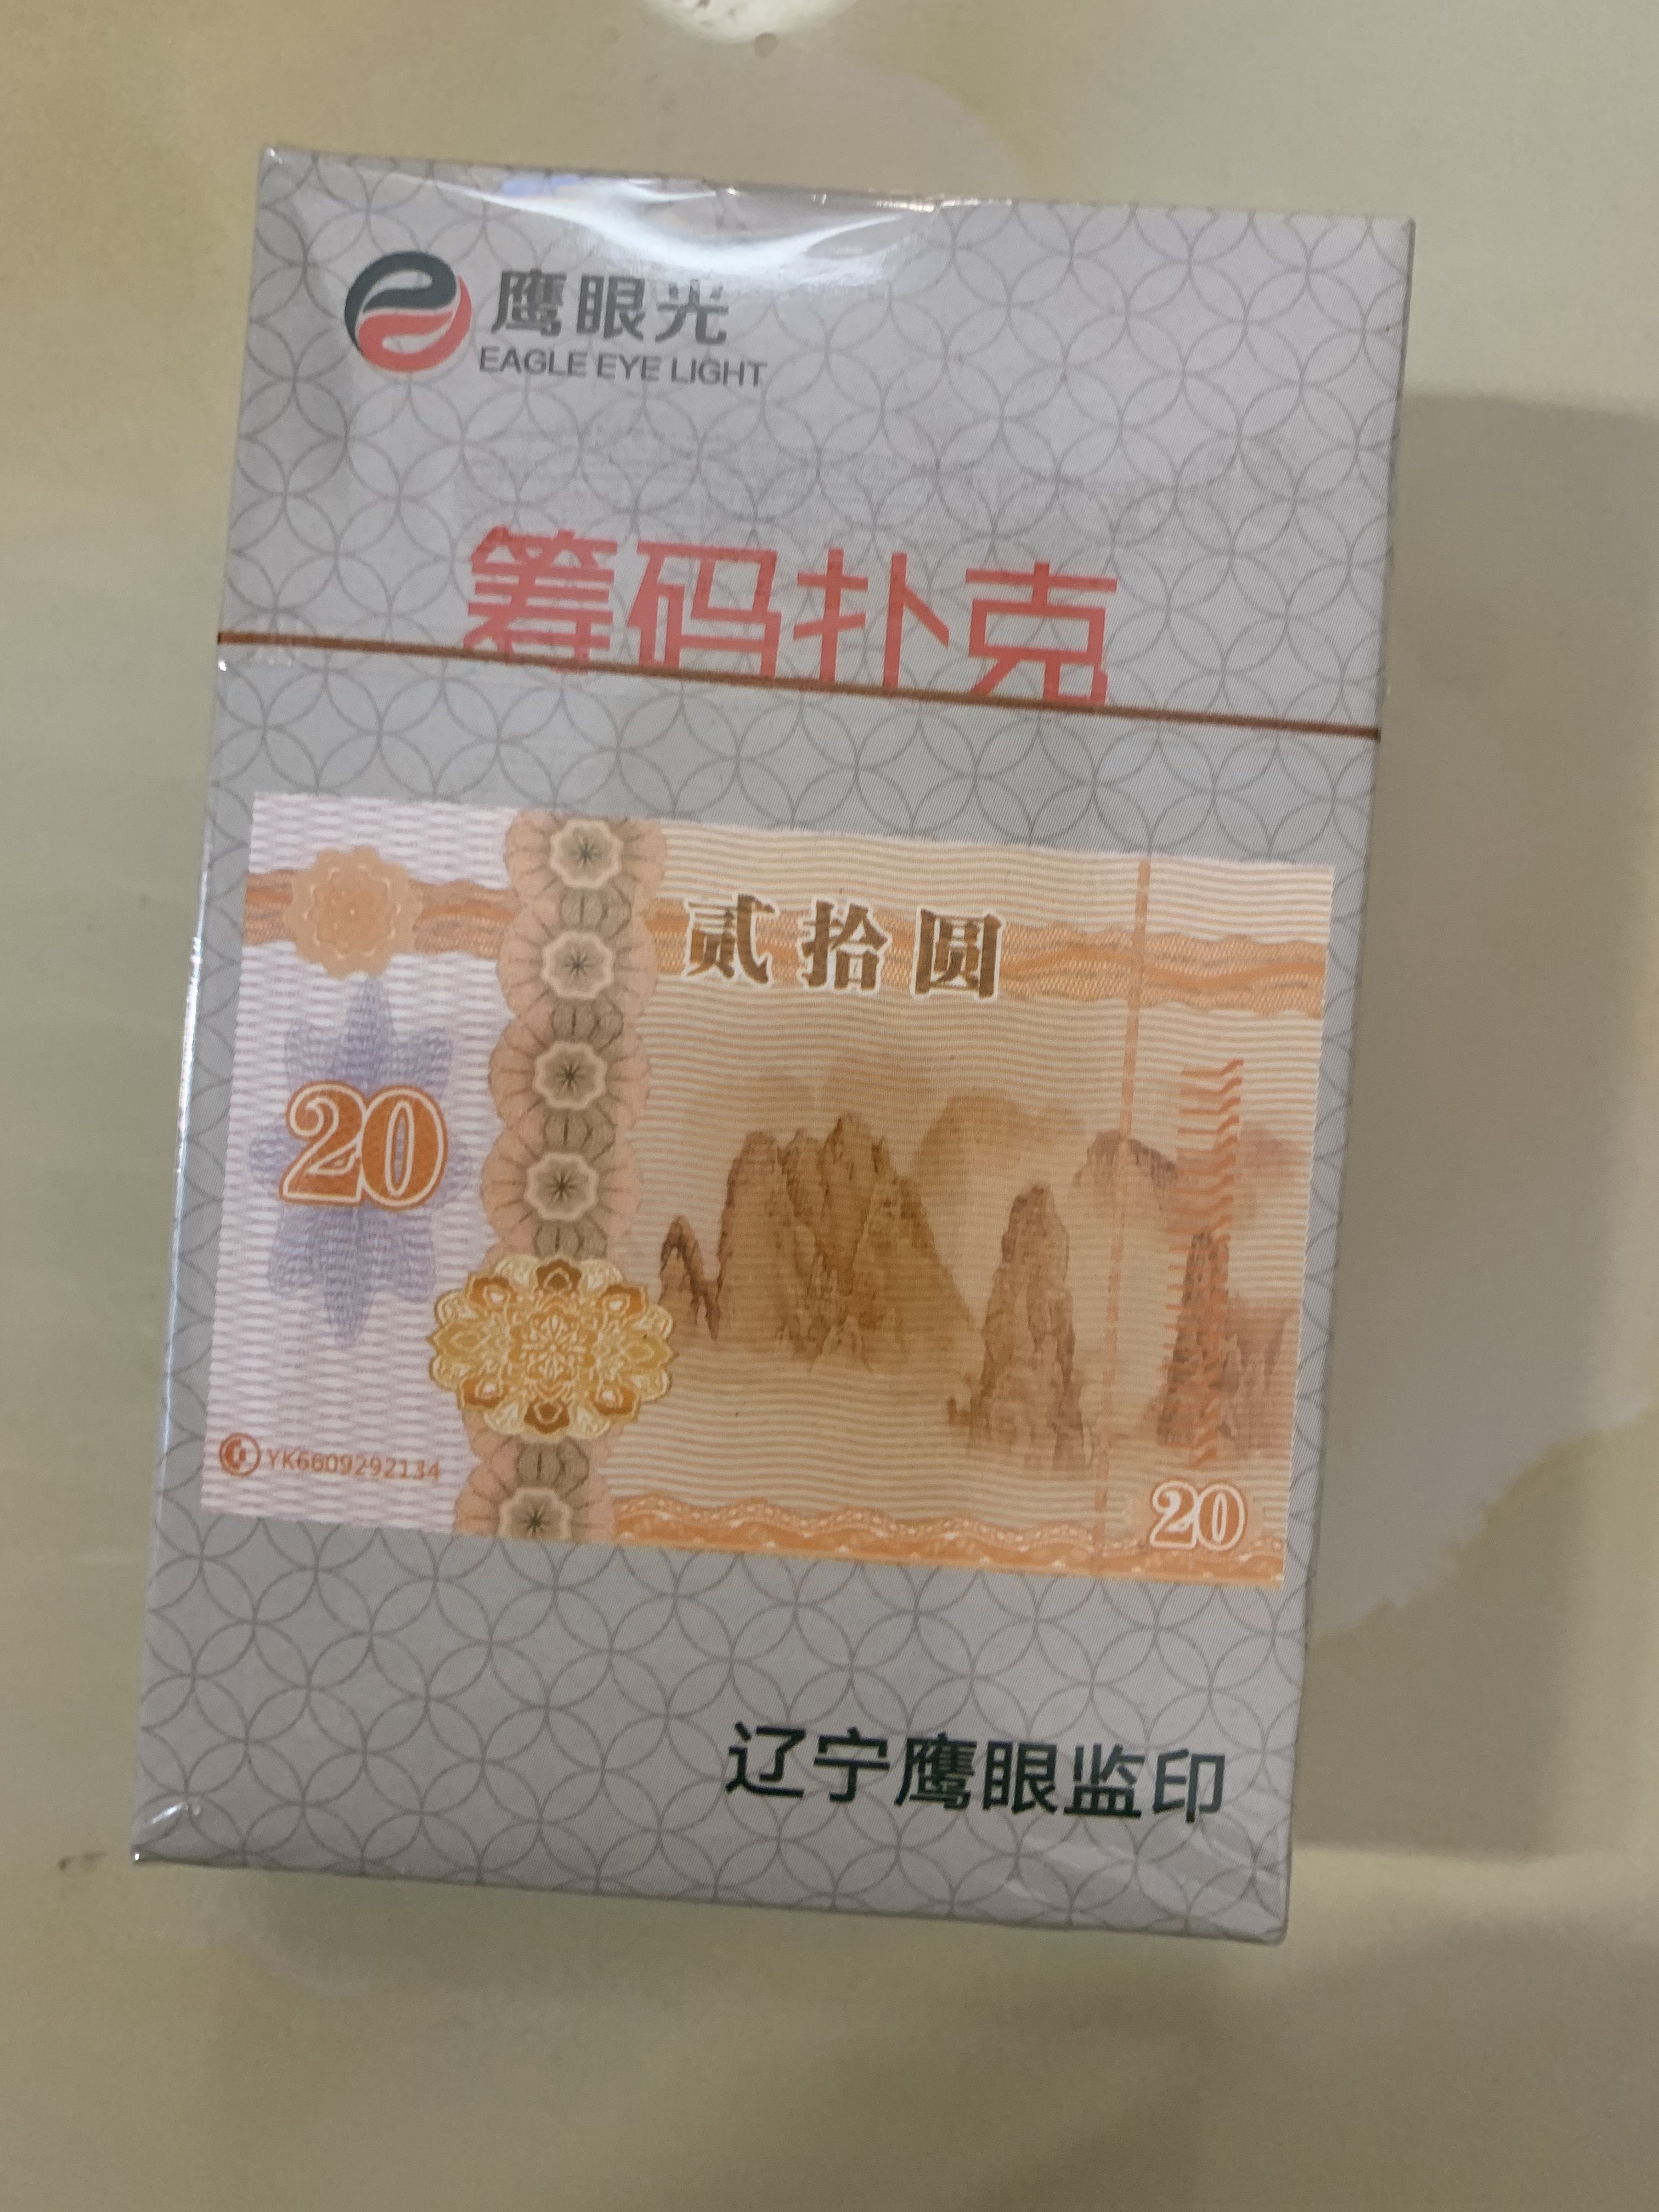 鹰眼光
EAGLE EYE LIGHT
筹码扑克
贰拾圆
20
YK6609292134
20
辽宁鹰眼监印